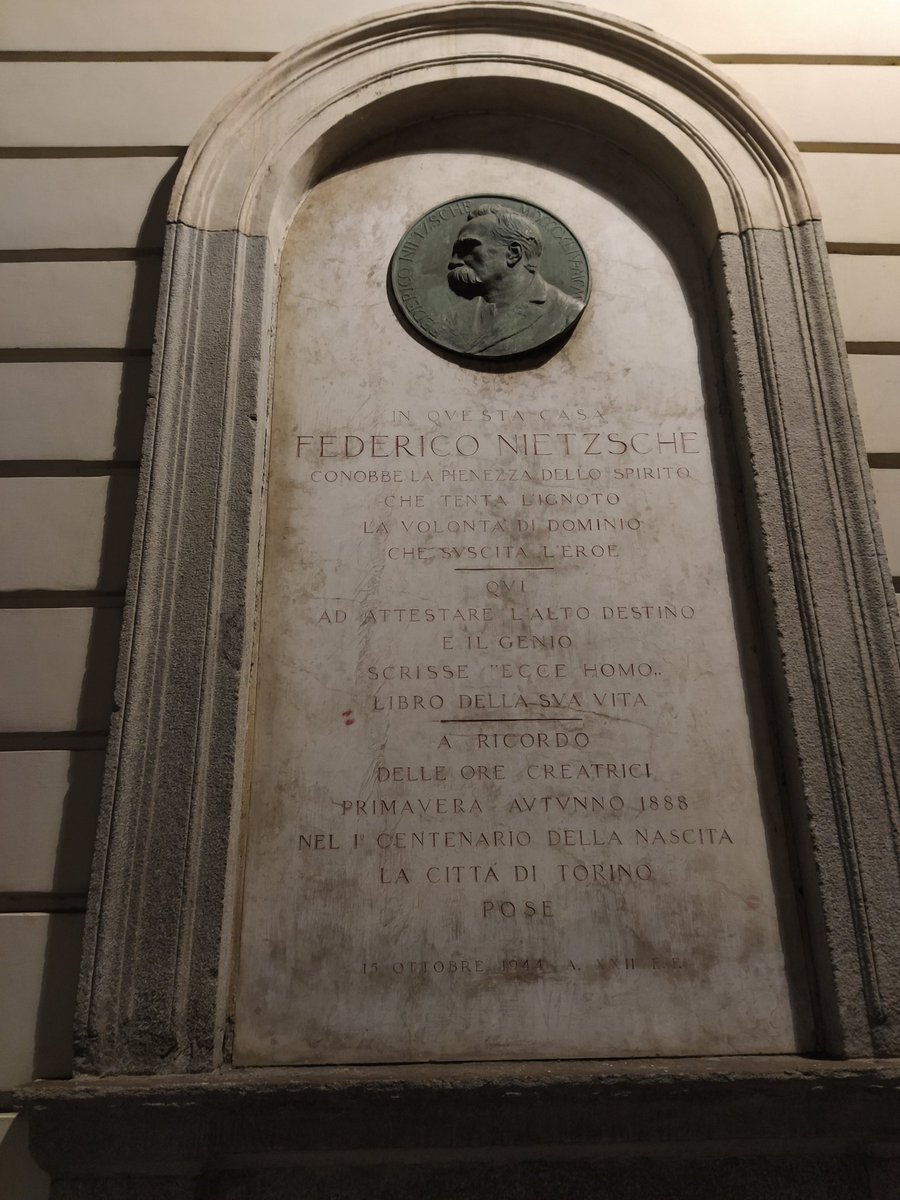 FEDERICO NIETZSCHE
IN QVESTA CASA
FEDERICO NIETZSCHE
CONOBBE LA PIENEZZA DELLO SPIRITO
CHE TENTA L'IGNOTO
LA VOLONTÀ DI DOMINIO
CHE SVSCITA L'EROE
QVI
AD ATTESTARE L'ALTO DESTINO
E IL GENIO
SCRISSE "ECCE HOMO„
LIBRO DELLA SVA VITA
A RICORDO
DELLE ORE CREATRICI
PRIMAVERA AVTVNNO 1888
NEL I° CENTENARIO DELLA NASCITA
LA CITTÀ DI TORINO
POSE
15 OTTOBRE 1944 A. XXII E.F.